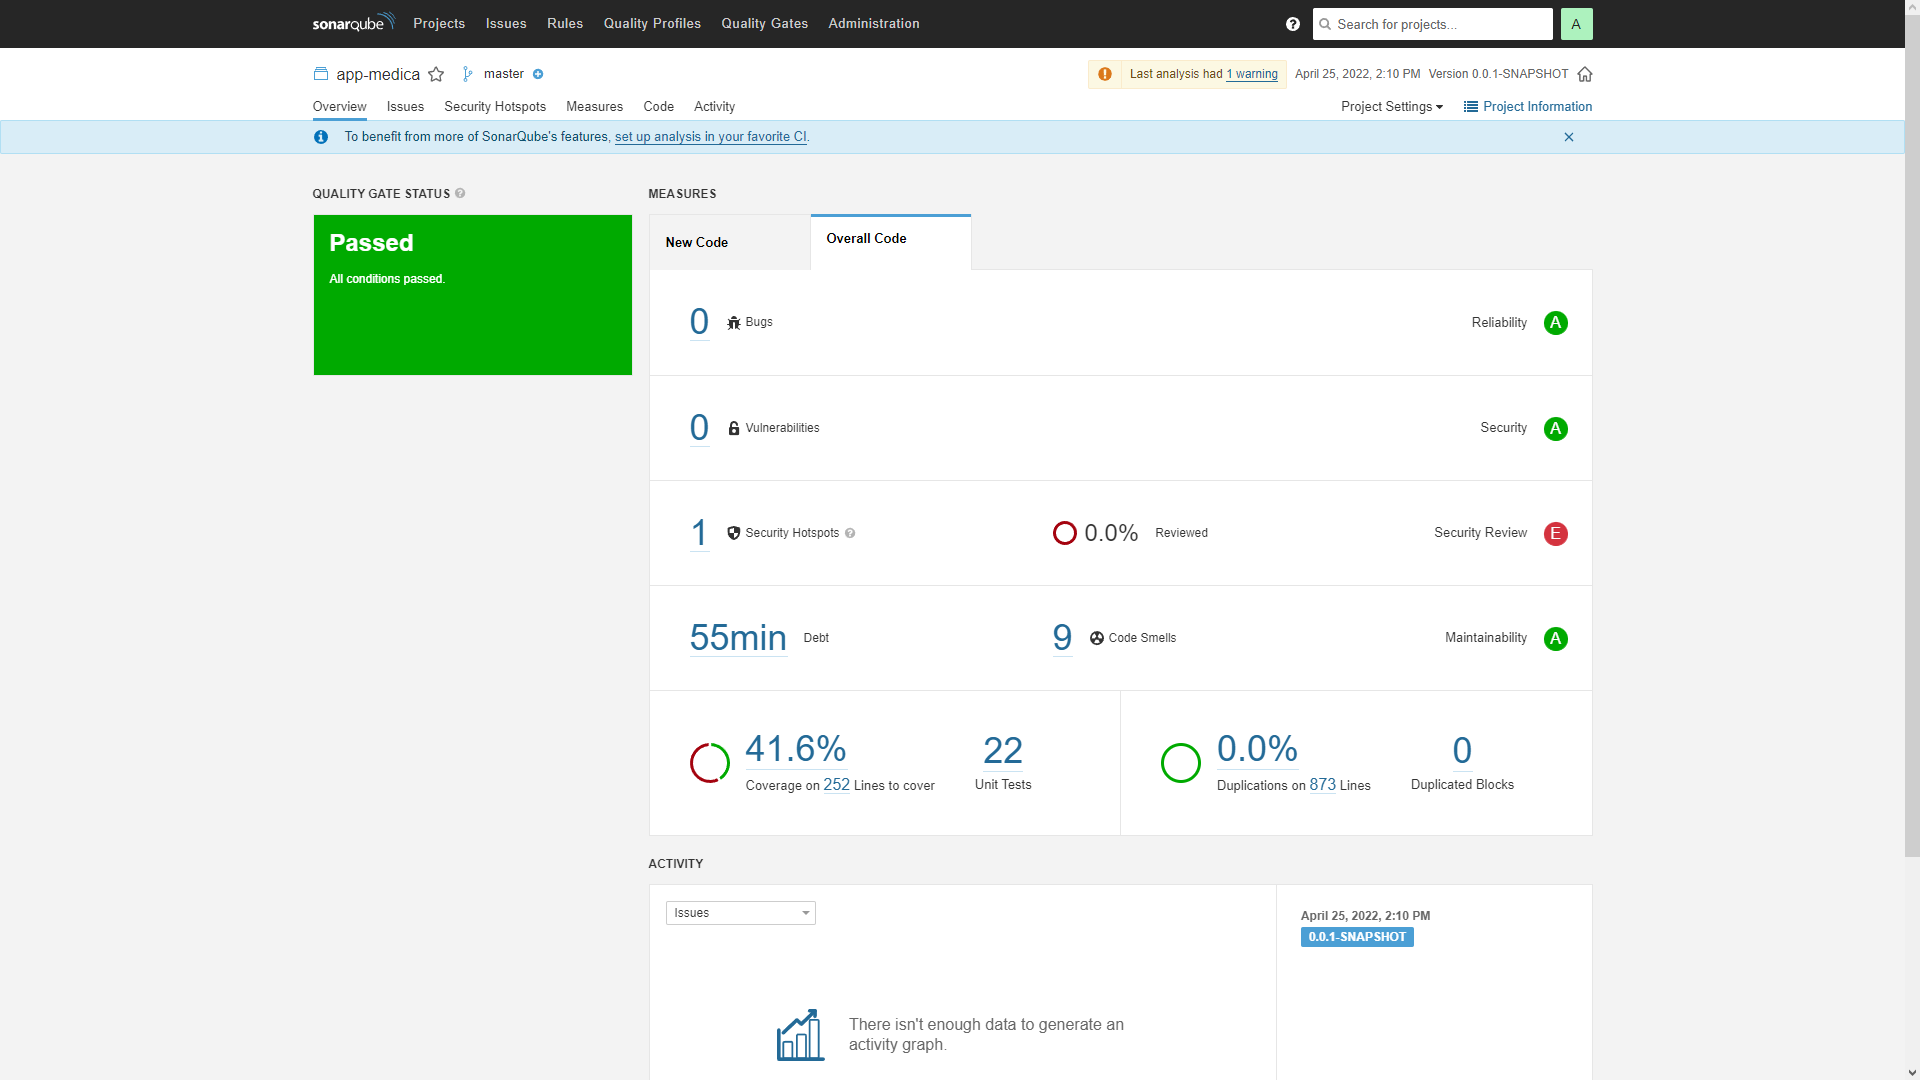 sonarqube Projects Issues Rules Quality Profiles Quality Gates Administration ? Search for projects... A
app-medica master Last analysis had 1 warning April 25, 2022, 2:10 PM Version 0.0.1-SNAPSHOT
Overview Issues Security Hotspots Measures Code Activity Project Settings Project Information
To benefit from more of SonarQube's features, set up analysis in your favorite CI.
QUALITY GATE STATUS ?
Passed
All conditions passed.
MEASURES
New Code Overall Code
0 Bugs Reliability A
0 Vulnerabilities Security A
1 Security Hotspots ? 0.0% Reviewed Security Review E
55min Debt 9 Code Smells Maintainability A
41.6% 22 0.0% 0
Coverage on 252 Lines to cover Unit Tests Duplications on 873 Lines Duplicated Blocks
ACTIVITY
Issues
April 25, 2022, 2:10 PM
0.0.1-SNAPSHOT
There isn't enough data to generate an
activity graph.